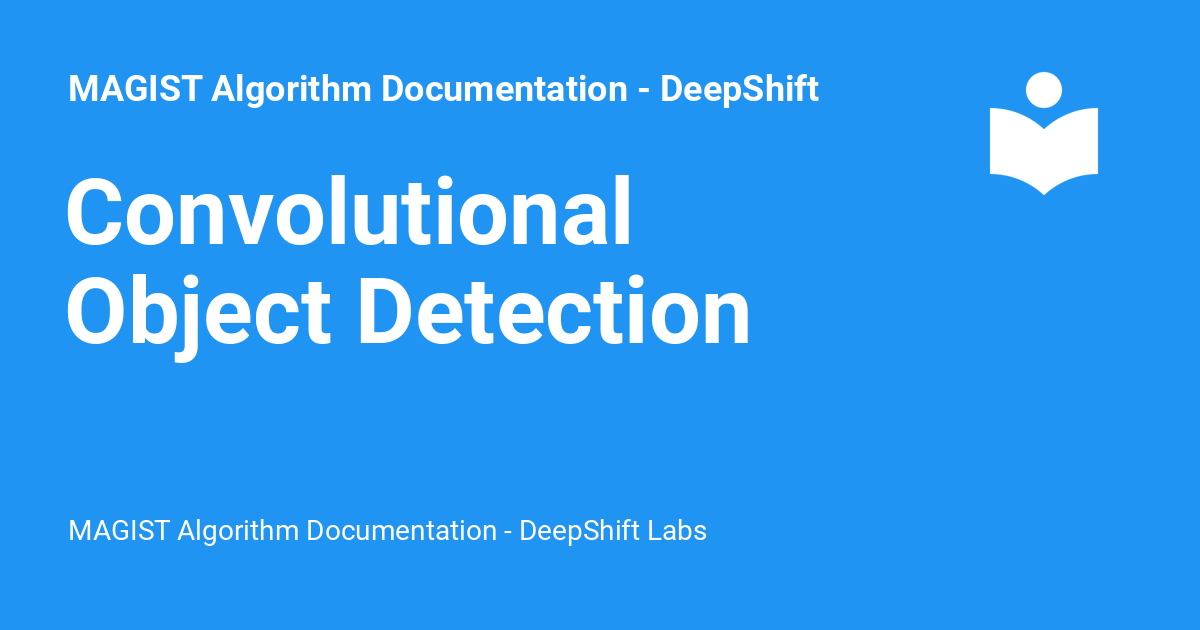 MAGIST Algorithm Documentation - DeepShift
Convolutional
Object Detection
MAGIST Algorithm Documentation - DeepShift Labs